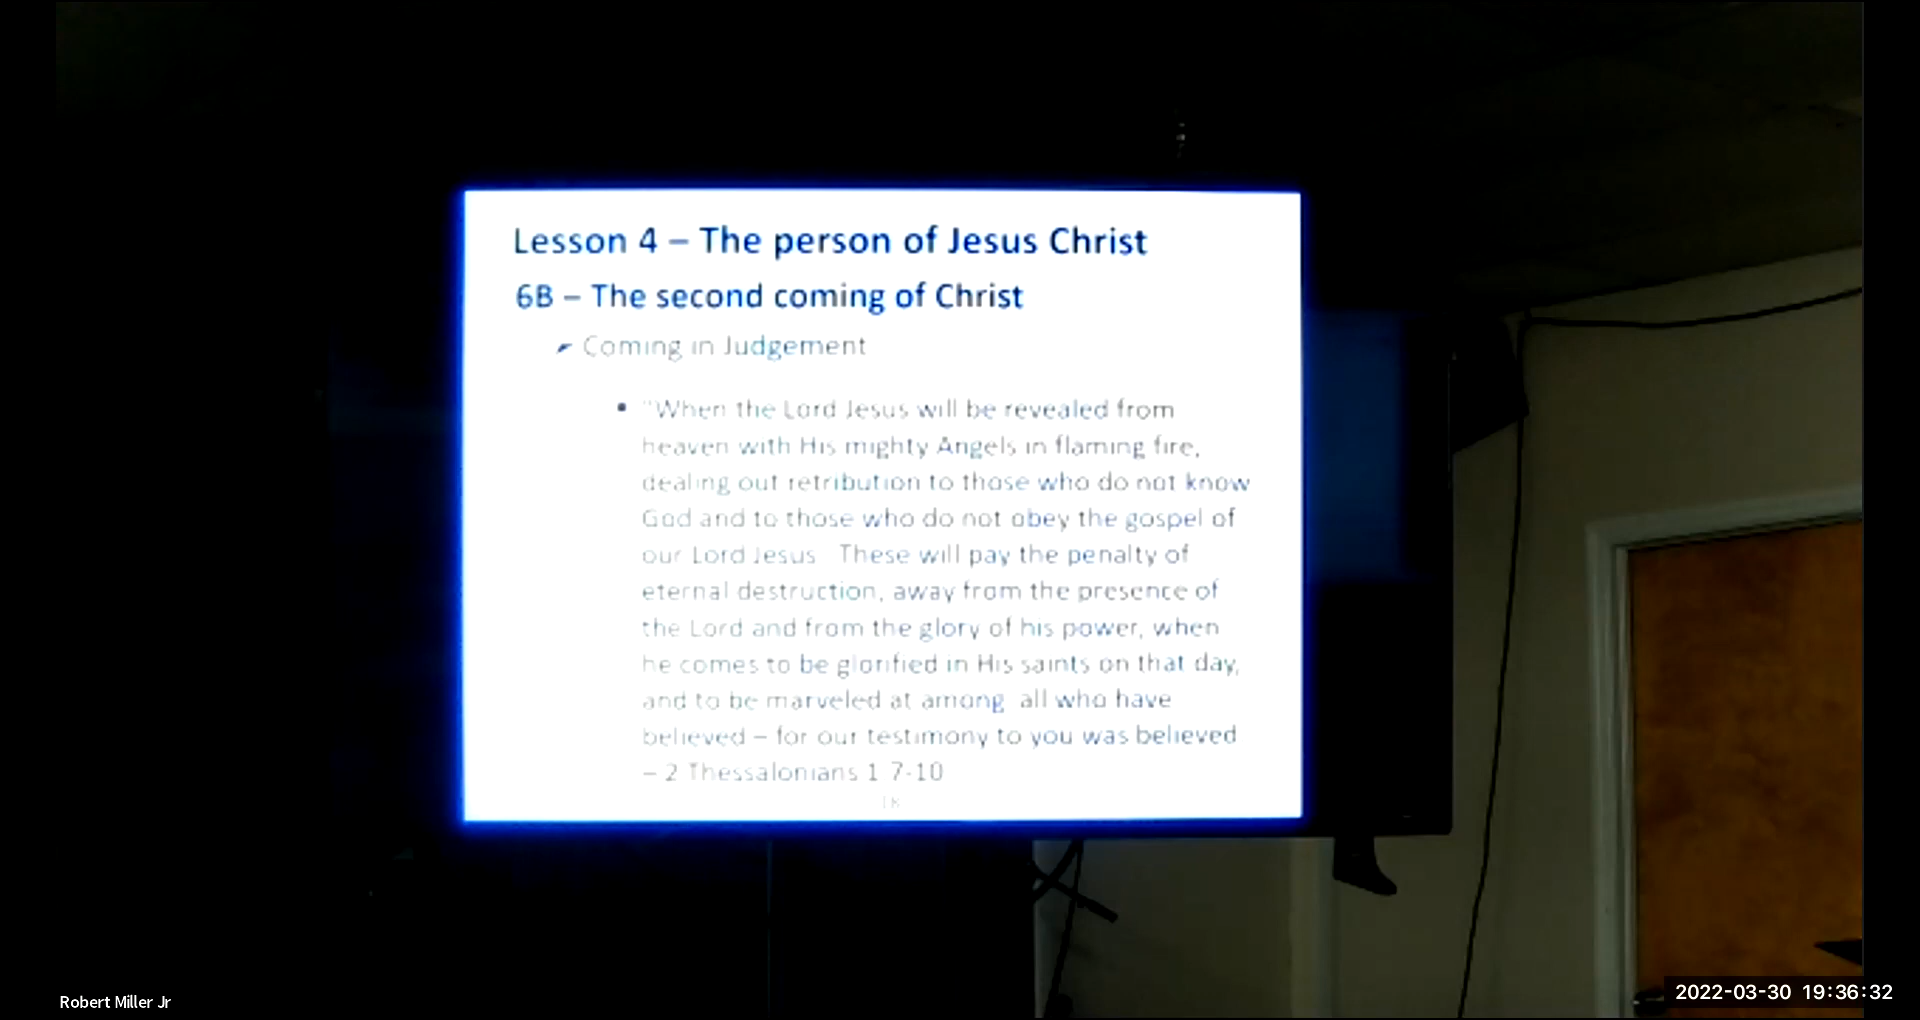 Lesson 4 – The person of Jesus Christ
6B – The second coming of Christ
Coming in Judgement
"When the Lord Jesus will be revealed from
heaven with His mighty Angels in flaming fire,
dealing out retribution to those who do not know
God and to those who do not obey the gospel of
our Lord Jesus  These will pay the penalty of
eternal destruction, away from the presence of
the Lord and from the glory of his power, when
he comes to be glorified in His saints on that day,
and to be marveled at among  all who have
believed – for our testimony to you was believed
– 2 Thessalonians 1 7-10
18
Robert Miller Jr
2022-03-30 19:36:32